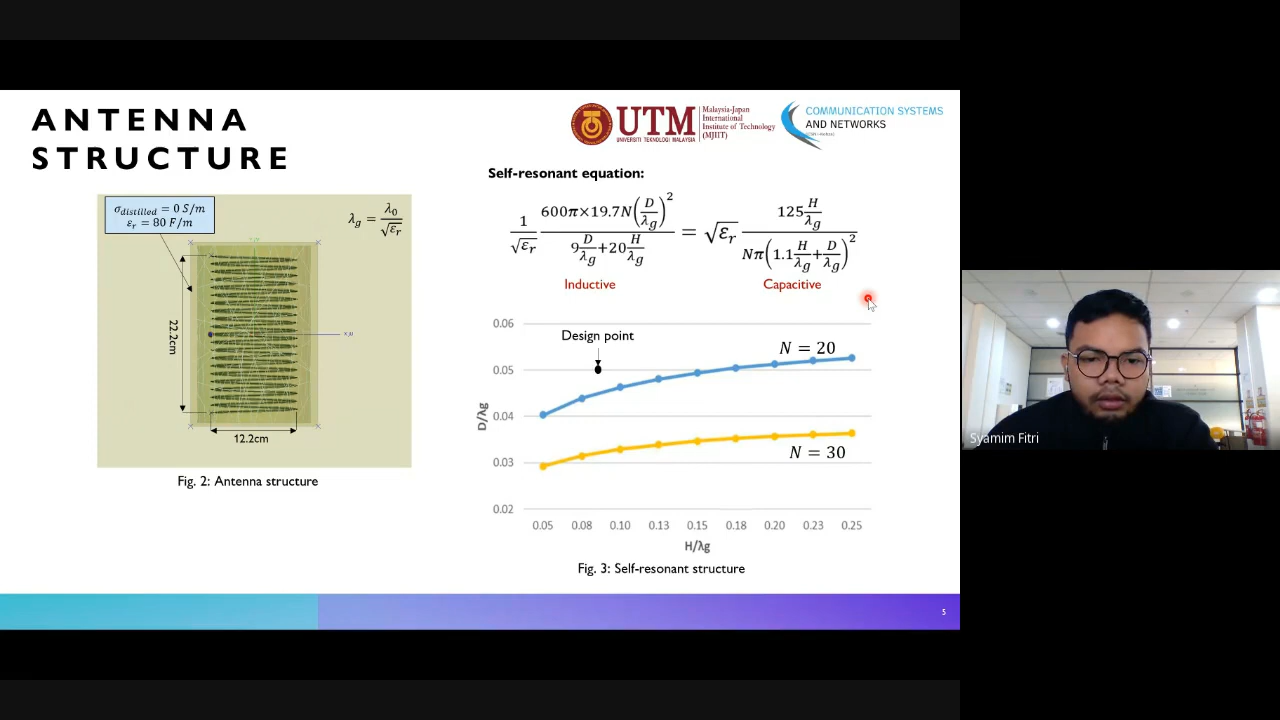 ANTENNA
STRUCTURE
UTM
UNIVERSITI TEKNOLOGI MALAYSIA
Malaysia-Japan
International
Institute of Technology
(MJIIT)
COMMUNICATION SYSTEMS
AND NETWORKS
σ_distilled = 0 S/m
ε_r = 80 F/m
λ_g = λ_0/√ε_r
22.2cm
12.2cm
Fig. 2: Antenna structure
Self-resonant equation:
1/√ε_r 600π×19.7N(D/λ_g)²/(9 D/λ_g+20 H/λ_g) = √ε_r 125 H/λ_g/(Nπ(1.1 H/λ_g+D/λ_g)²)
Inductive
Capacitive
Design point
N = 20
N = 30
D/λg
0.06
0.05
0.04
0.03
0.02
0.05 0.08 0.10 0.13 0.15 0.18 0.20 0.23 0.25
H/λg
Fig. 3: Self-resonant structure
5
Syamim Fitri